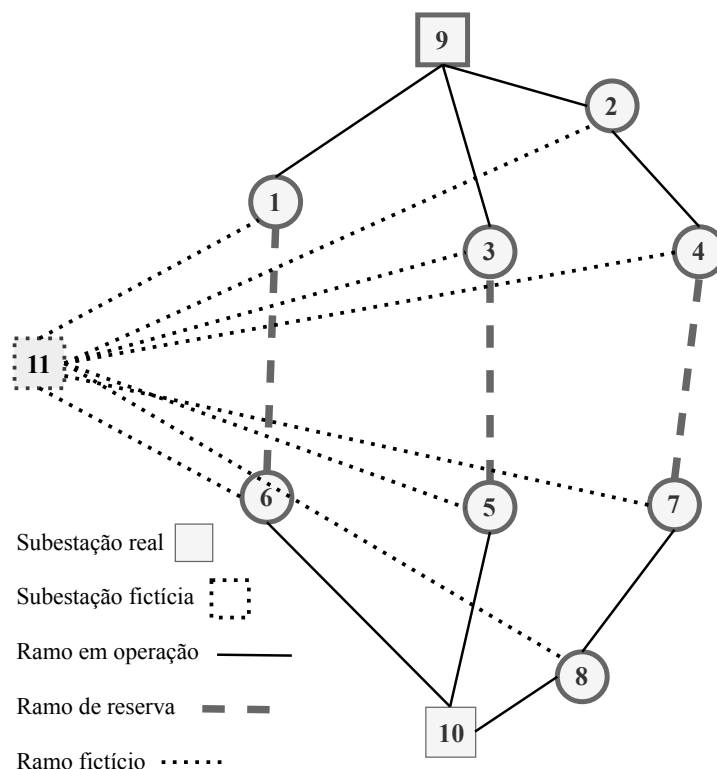 9
2
1
3
4
11
6
5
7
8
10
Subestação real
Subestação fictícia
Ramo em operação
Ramo de reserva
Ramo fictício